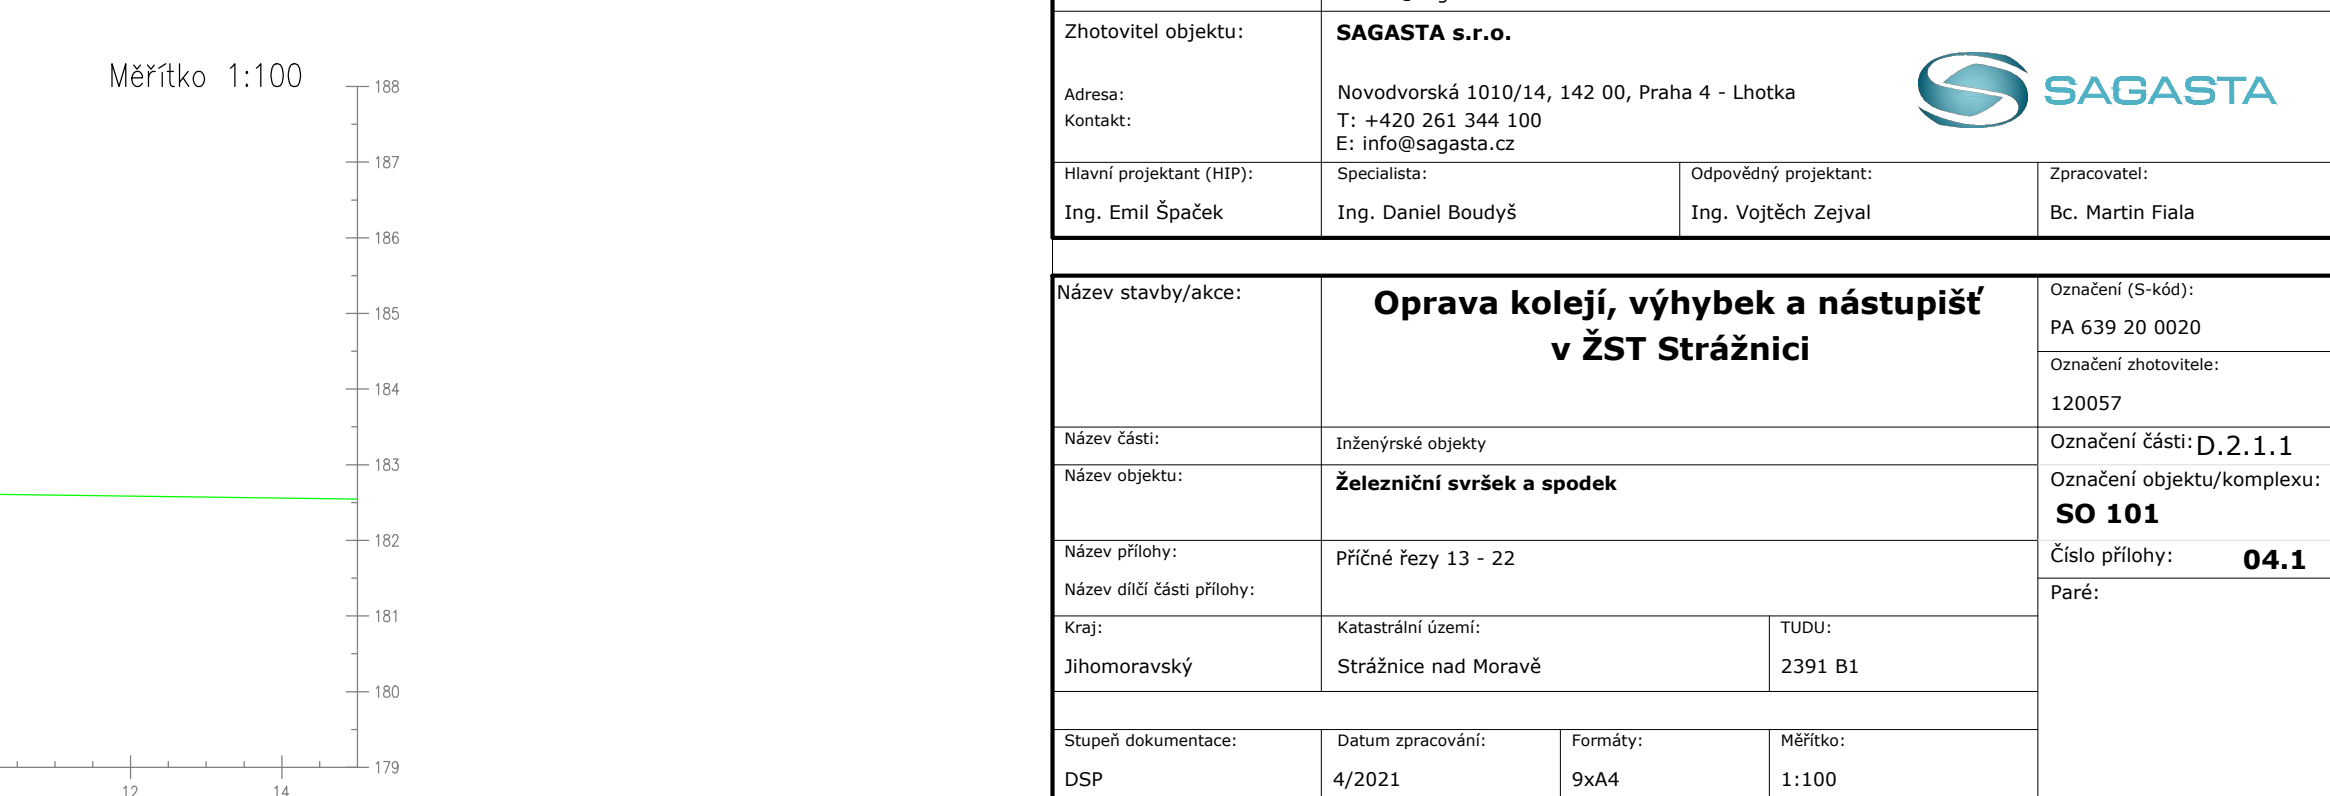 Měřítko 1:100
188
187
186
185
184
183
182
181
180
179
12
14
Zhotovitel objektu:
SAGASTA s.r.o.
Adresa:
Novodvorská 1010/14, 142 00, Praha 4 - Lhotka
Kontakt:
T: +420 261 344 100
E: info@sagasta.cz
SAGASTA
Hlavní projektant (HIP):
Ing. Emil Špaček
Specialista:
Ing. Daniel Boudyš
Odpovědný projektant:
Ing. Vojtěch Zejval
Zpracovatel:
Bc. Martin Fiala
Název stavby/akce:
Oprava kolejí, výhybek a nástupišť
v ŽST Strážnici
Označení (S-kód):
PA 639 20 0020
Označení zhotovitele:
120057
Název části:
Inženýrské objekty
Označení části: D.2.1.1
Název objektu:
Železniční svršek a spodek
Označení objektu/komplexu:
SO 101
Název přílohy:
Příčné řezy 13 - 22
Číslo přílohy: 04.1
Název dílčí části přílohy:
Paré:
Kraj:
Jihomoravský
Katastrální území:
Strážnice nad Moravě
TUDU:
2391 B1
Stupeň dokumentace:
DSP
Datum zpracování:
4/2021
Formáty:
9xA4
Měřítko:
1:100